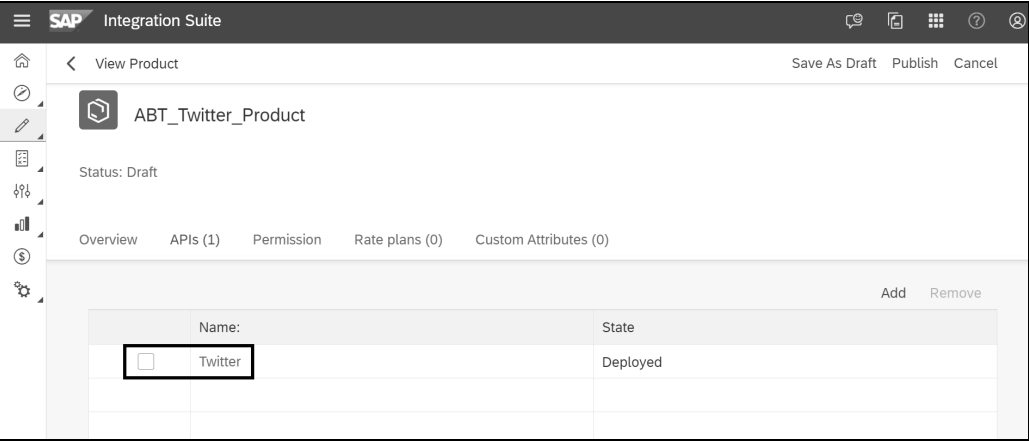 SAP Integration Suite
View Product Save As Draft Publish Cancel
ABT_Twitter_Product
Status: Draft
Overview APIs (1) Permission Rate plans (0) Custom Attributes (0)
Add Remove
Name: State
Twitter Deployed